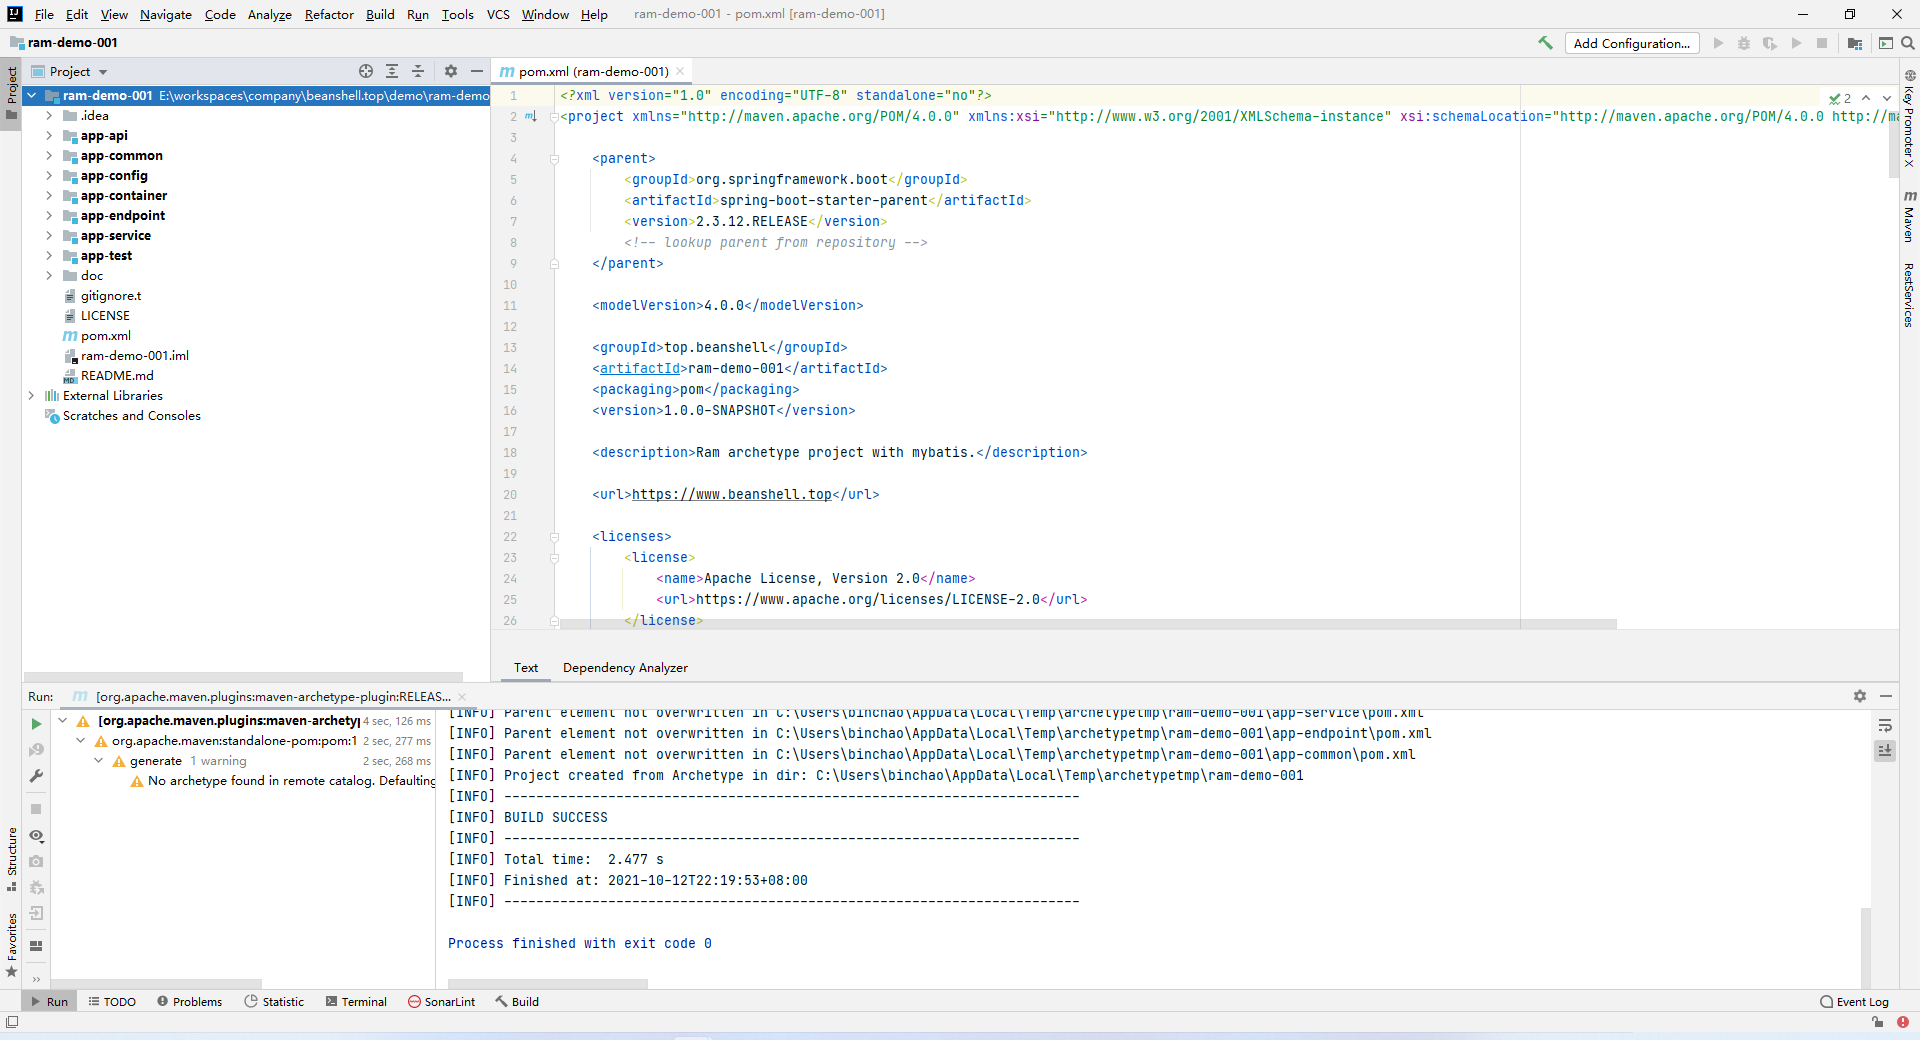 File Edit View Navigate Code Analyze Refactor Build Run Tools VCS Window Help ram-demo-001 - pom.xml [ram-demo-001]
ram-demo-001
Add Configuration...
Project
Project
pom.xml (ram-demo-001)
ram-demo-001 E:\workspaces\company\beanshell.top\demo\ram-demo
.idea
app-api
app-common
app-config
app-container
app-endpoint
app-service
app-test
doc
gitignore.t
LICENSE
pom.xml
ram-demo-001.iml
README.md
External Libraries
Scratches and Consoles
1 <?xml version="1.0" encoding="UTF-8" standalone="no"?>
2
2 <project xmlns="http://maven.apache.org/POM/4.0.0" xmlns:xsi="http://www.w3.org/2001/XMLSchema-instance" xsi:schemaLocation="http://maven.apache.org/POM/4.0.0 http://ma
3
4 <parent>
5 <groupId>org.springframework.boot</groupId>
6 <artifactId>spring-boot-starter-parent</artifactId>
7 <version>2.3.12.RELEASE</version>
8 <!-- lookup parent from repository -->
9 </parent>
10
11 <modelVersion>4.0.0</modelVersion>
12
13 <groupId>top.beanshell</groupId>
14 <artifactId>ram-demo-001</artifactId>
15 <packaging>pom</packaging>
16 <version>1.0.0-SNAPSHOT</version>
17
18 <description>Ram archetype project with mybatis.</description>
19
20 <url>https://www.beanshell.top</url>
21
22 <licenses>
23 <license>
24 <name>Apache License, Version 2.0</name>
25 <url>https://www.apache.org/licenses/LICENSE-2.0</url>
26 </license>
Key Promoter X
Maven
RestServices
Text Dependency Analyzer
Run: [org.apache.maven.plugins:maven-archetype-plugin:RELEAS...
[org.apache.maven.plugins:maven-archetyp 4 sec, 126 ms
org.apache.maven:standalone-pom:pom:1 2 sec, 277 ms
generate 1 warning 2 sec, 268 ms
No archetype found in remote catalog. Defaulting
[INFO] Parent element not overwritten in C:\Users\binchao\AppData\Local\Temp\archetypetmp\ram-demo-001\app-service\pom.xml
[INFO] Parent element not overwritten in C:\Users\binchao\AppData\Local\Temp\archetypetmp\ram-demo-001\app-endpoint\pom.xml
[INFO] Parent element not overwritten in C:\Users\binchao\AppData\Local\Temp\archetypetmp\ram-demo-001\app-common\pom.xml
[INFO] Project created from Archetype in dir: C:\Users\binchao\AppData\Local\Temp\archetypetmp\ram-demo-001
[INFO] ------------------------------------------------------------------------
[INFO] BUILD SUCCESS
[INFO] ------------------------------------------------------------------------
[INFO] Total time:  2.477 s
[INFO] Finished at: 2021-10-12T22:19:53+08:00
[INFO] ------------------------------------------------------------------------
Process finished with exit code 0
Structure
Favorites
Run TODO Problems Statistic Terminal SonarLint Build Event Log